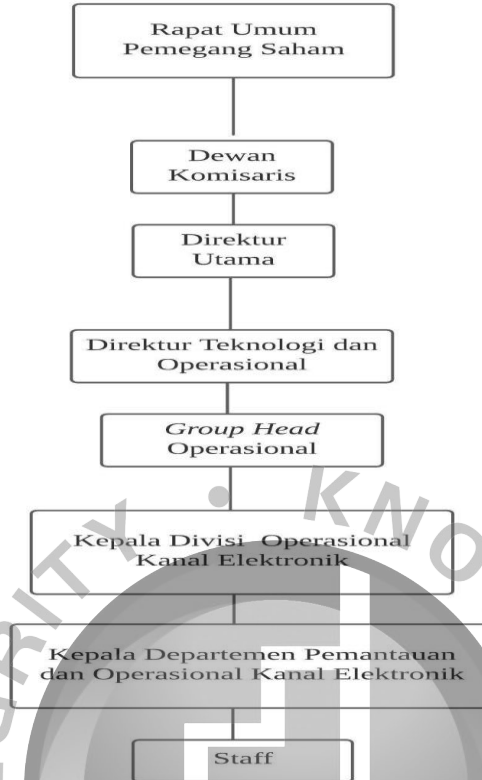 Rapat Umum
Pemegang Saham
Dewan
Komisaris
Direktur
Utama
Direktur Teknologi dan
Operasional
Group Head
Operasional
Kepala Divisi Operasional
Kanal Elektronik
Kepala Departemen Pemantauan
dan Operasional Kanal Elektronik
Staff